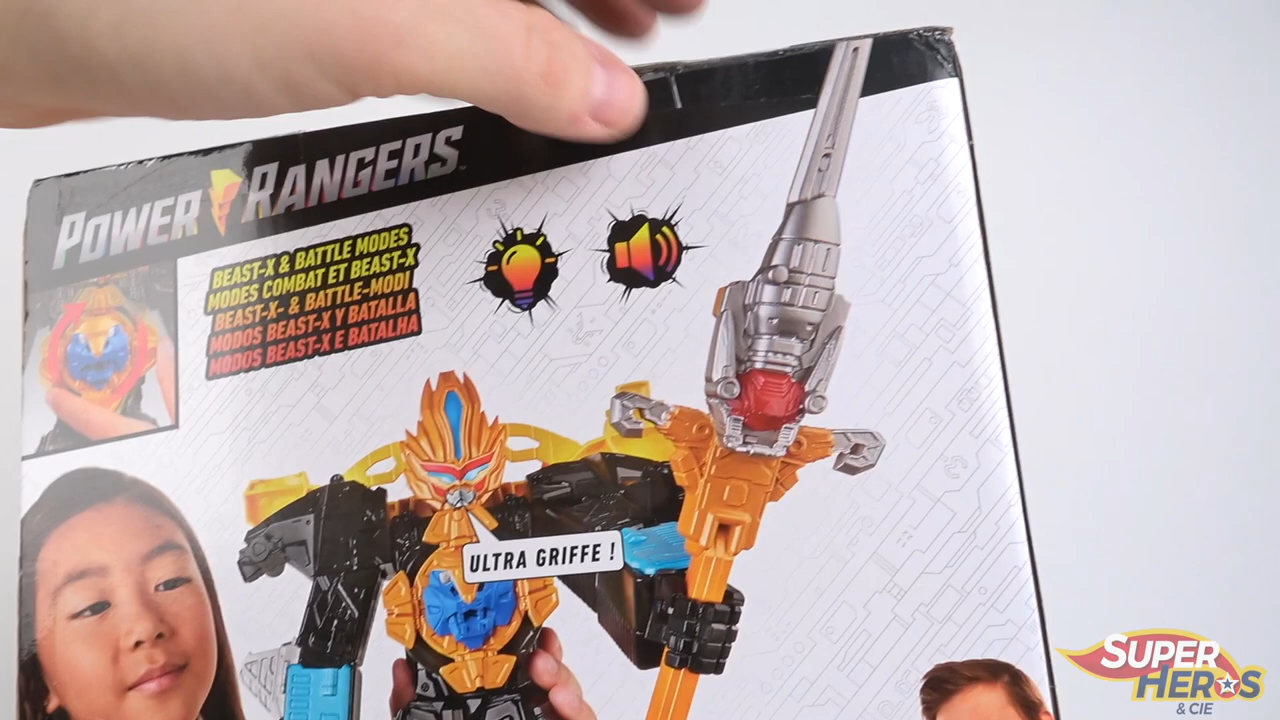 POWER RANGERS
BEAST-X & BATTLE MODES
MODES COMBAT ET BEAST-X
BEAST-X- & BATTLE-MODI
MODOS BEAST-X Y BATALLA
MODOS BEAST-X E BATALHA
ULTRA GRIFFE !
SUPER
HEROS
& CIE